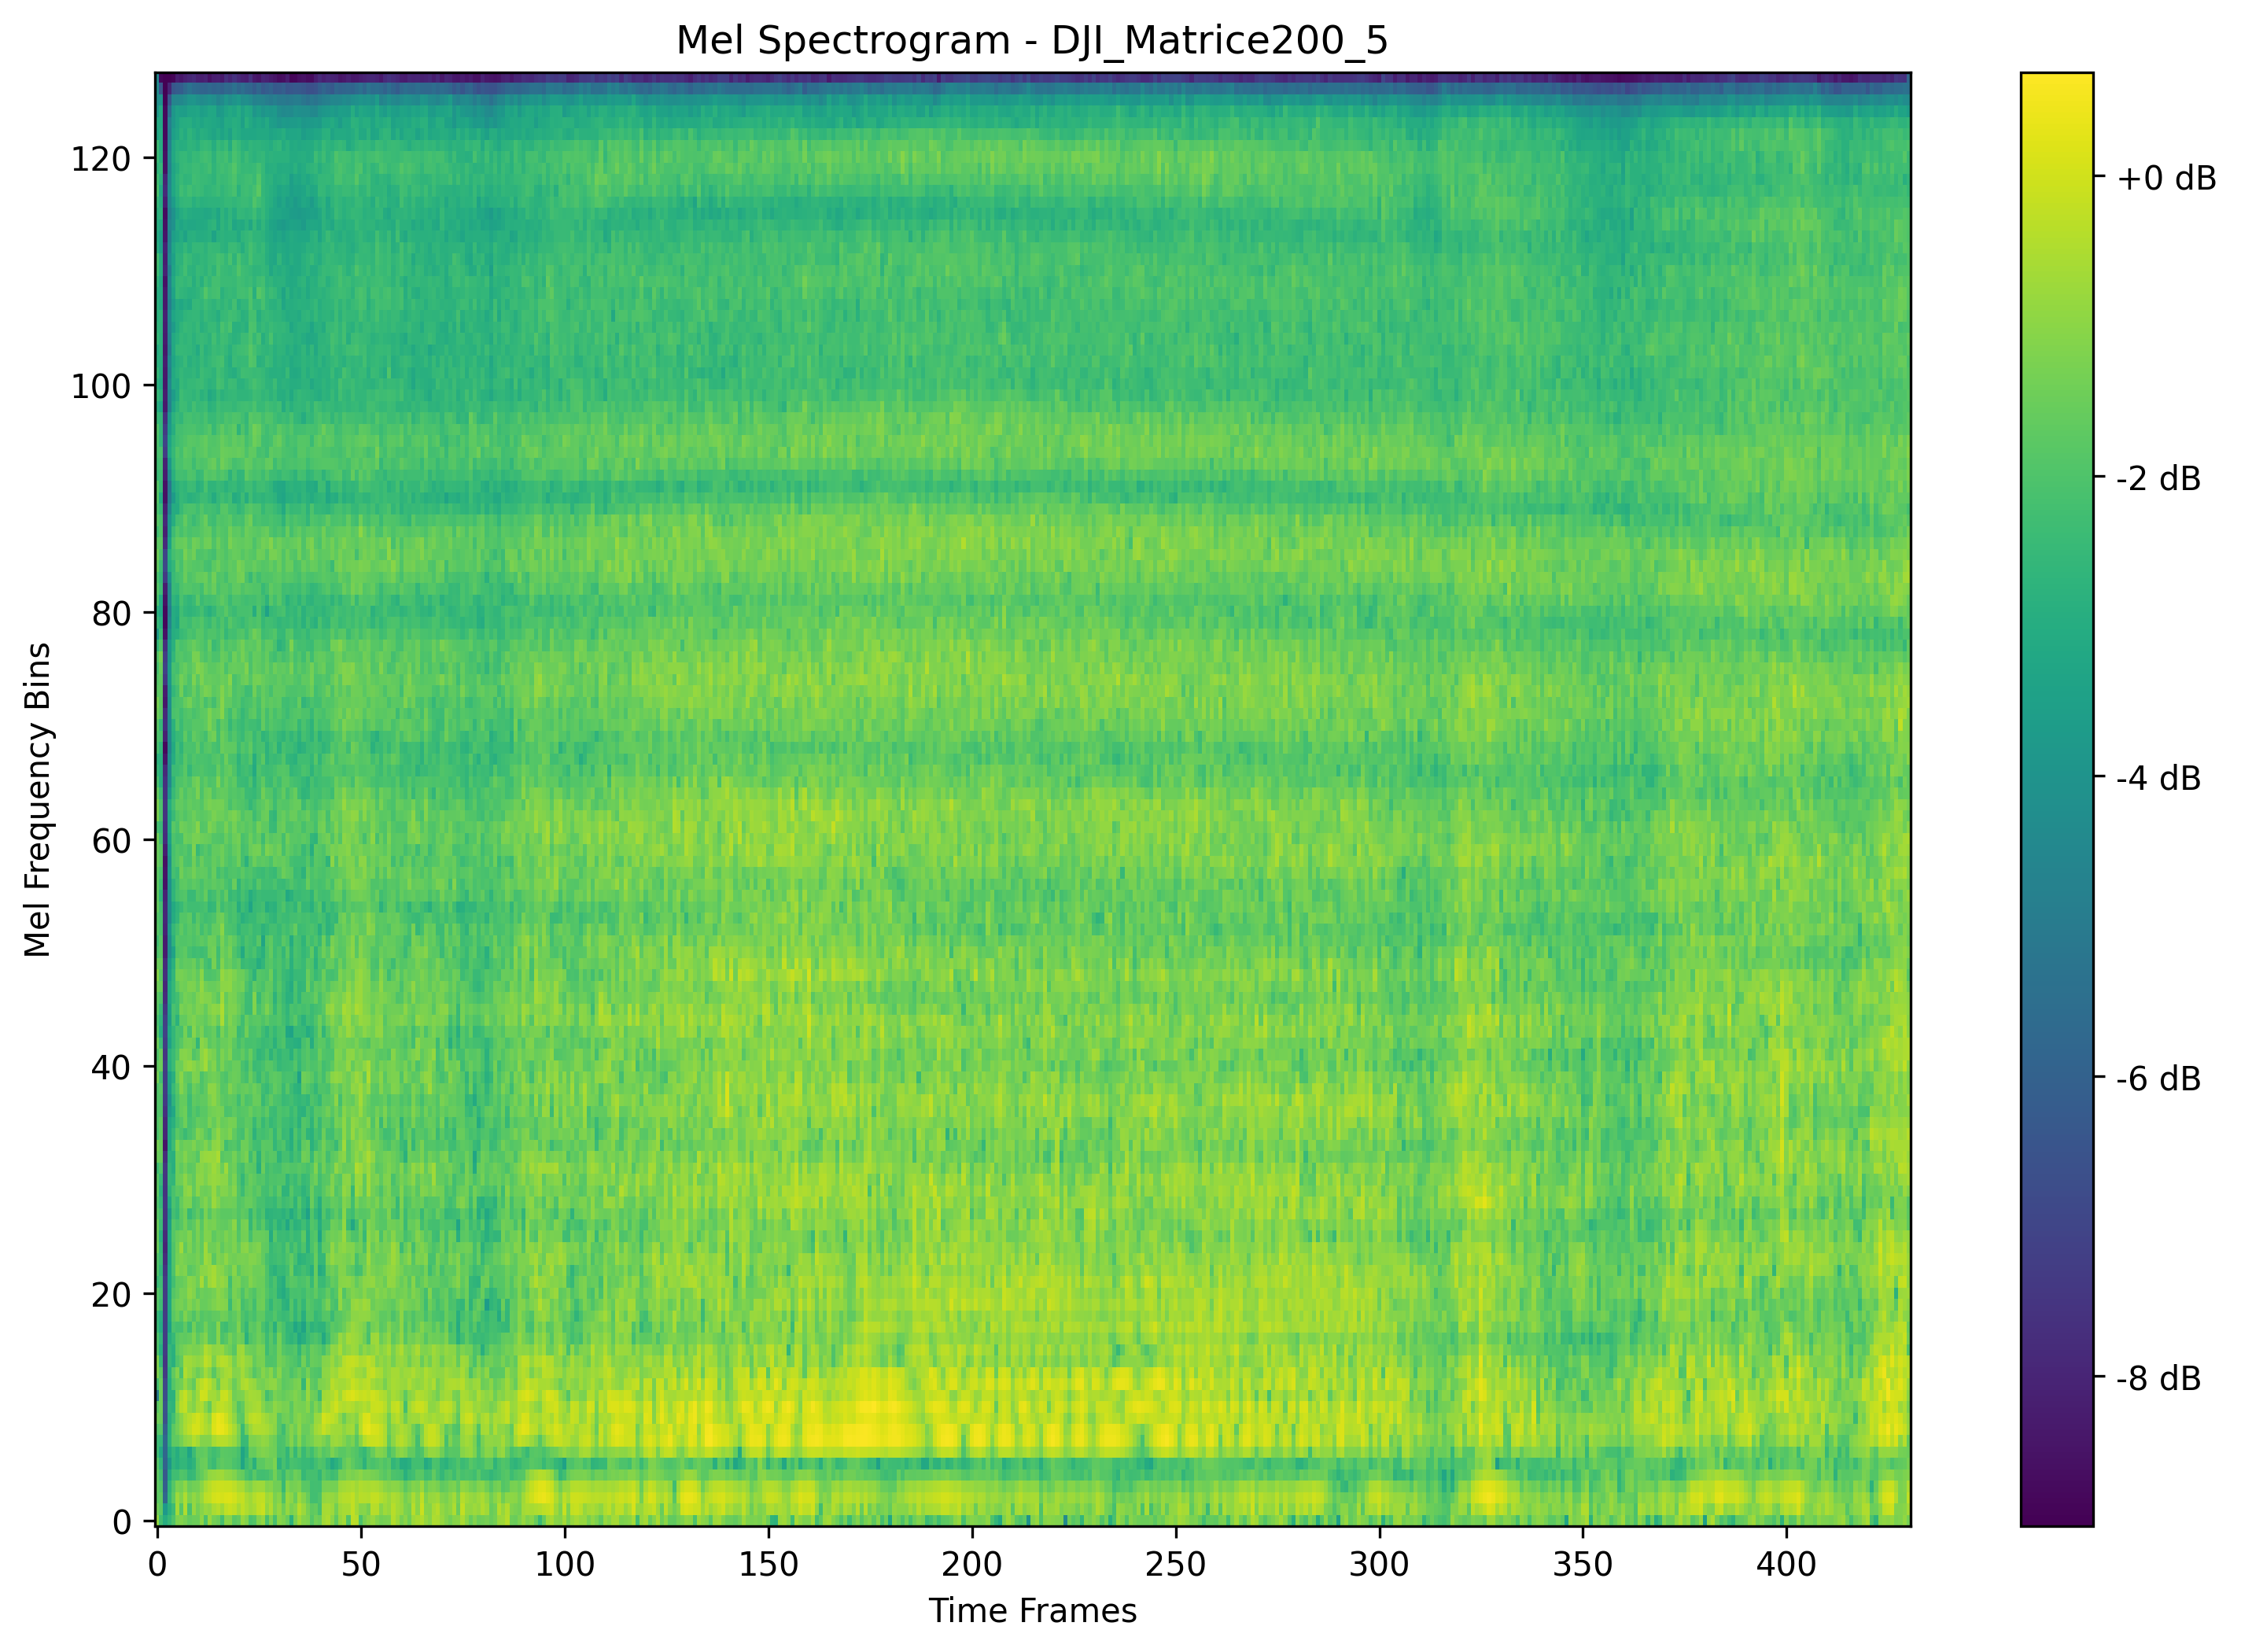 Mel Spectrogram - DJI_Matrice200_5
Mel Frequency Bins
120
100
80
60
40
20
0
0 50 100 150 200 250 300 350 400
Time Frames
+0 dB
-2 dB
-4 dB
-6 dB
-8 dB